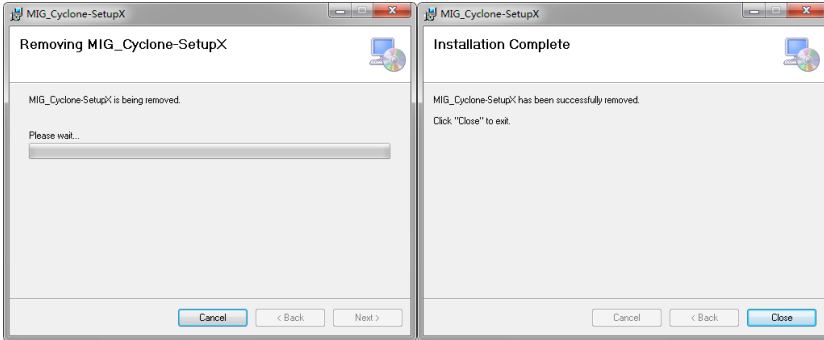 MIG_Cyclone-SetupX
Removing MIG_Cyclone-SetupX
MIG_Cyclone-SetupX is being removed.
Please wait...
Cancel
< Back
Next >
MIG_Cyclone-SetupX
Installation Complete
MIG_Cyclone-SetupX has been successfully removed.
Click "Close" to exit.
Cancel
< Back
Close